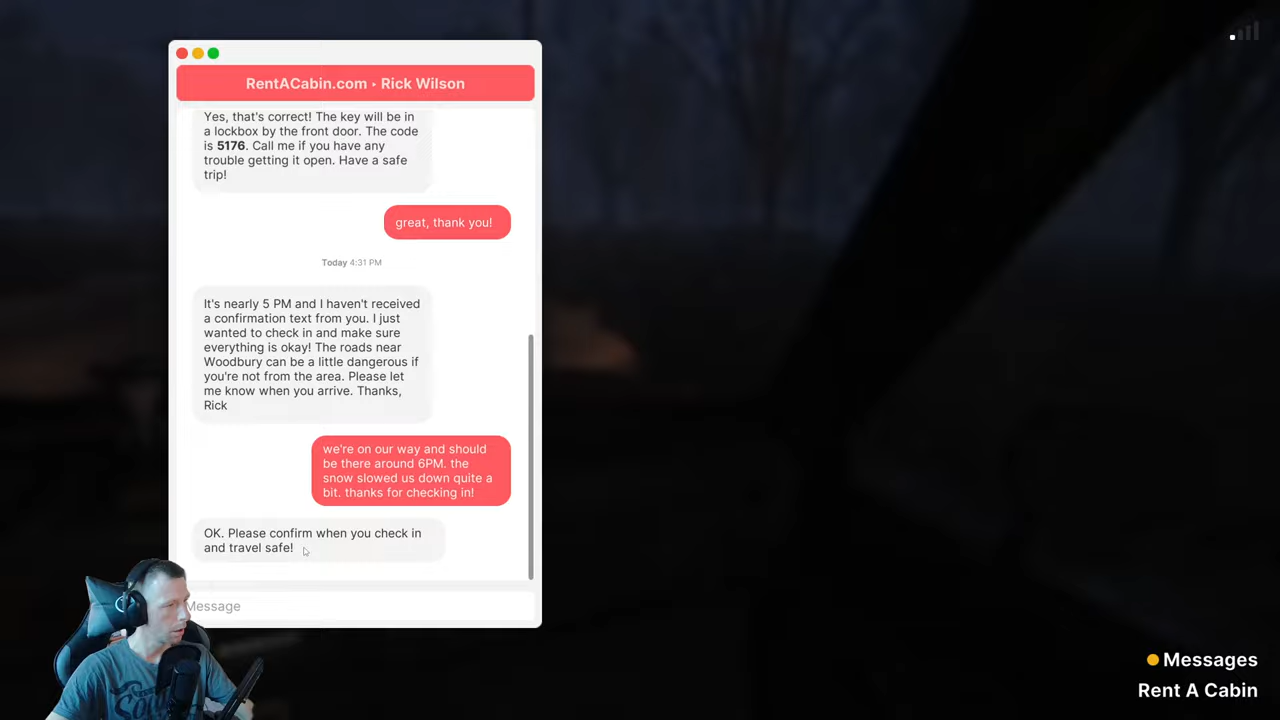 RentACabin.com ▸ Rick Wilson
Yes, that's correct! The key will be in
a lockbox by the front door. The code
is 5176. Call me if you have any
trouble getting it open. Have a safe
trip!
great, thank you!
Today 4:31 PM
It's nearly 5 PM and I haven't received
a confirmation text from you. I just
wanted to check in and make sure
everything is okay! The roads near
Woodbury can be a little dangerous if
you're not from the area. Please let
me know when you arrive. Thanks,
Rick
we're on our way and should
be there around 6PM. the
snow slowed us down quite a
bit. thanks for checking in!
OK. Please confirm when you check in
and travel safe!
Message
Messages
Rent A Cabin